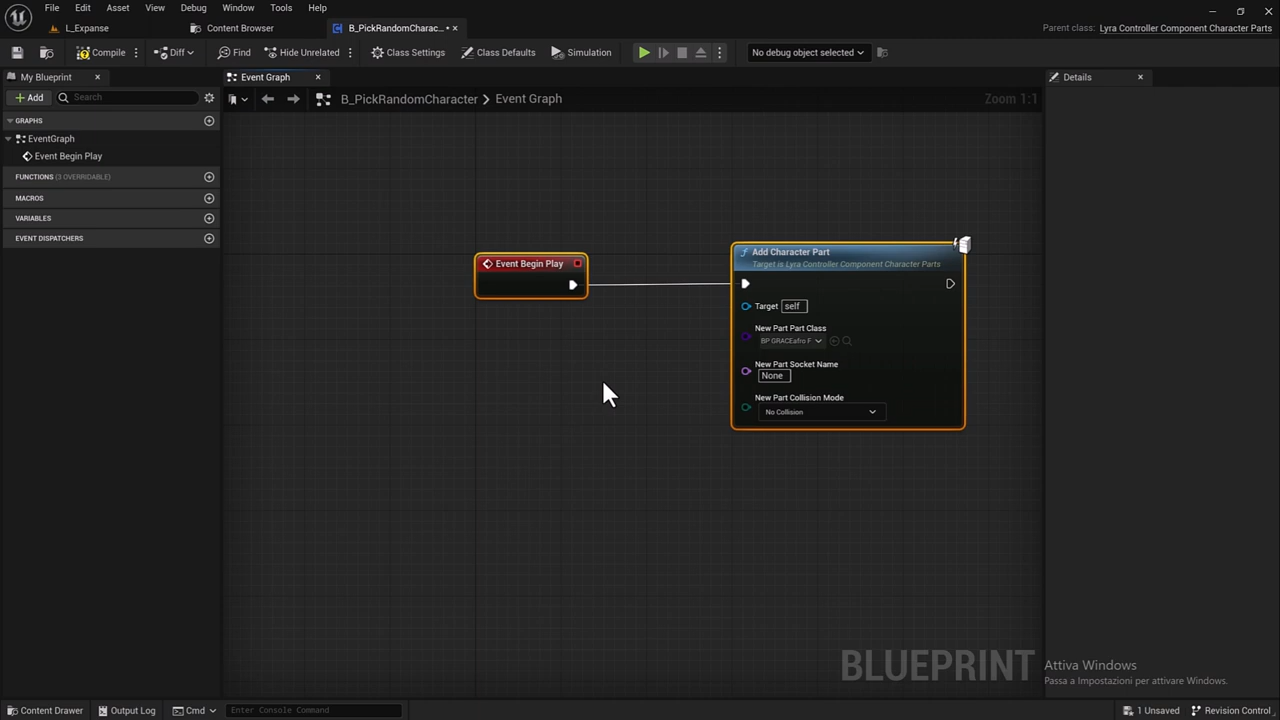 File Edit Asset View Debug Window Tools Help
L_Expanse
Content Browser
B_PickRandomCharac...
Parent class: Lyra Controller Component Character Parts
Compile
Diff
Find
Hide Unrelated
Class Settings
Class Defaults
Simulation
No debug object selected
My Blueprint
Event Graph
Details
Add
Search
B_PickRandomCharacter > Event Graph
Zoom 1:1
GRAPHS
EventGraph
Event Begin Play
FUNCTIONS (3 OVERRIDABLE)
MACROS
VARIABLES
EVENT DISPATCHERS
Event Begin Play
Add Character Part
Target is Lyra Controller Component Character Parts
Target self
New Part Part Class
BP GRACEafro F
New Part Socket Name
None
New Part Collision Mode
No Collision
BLUEPRINT
Attiva Windows
Passa a Impostazioni per attivare Windows.
Content Drawer
Output Log
Cmd
Enter Console Command
1 Unsaved
Revision Control